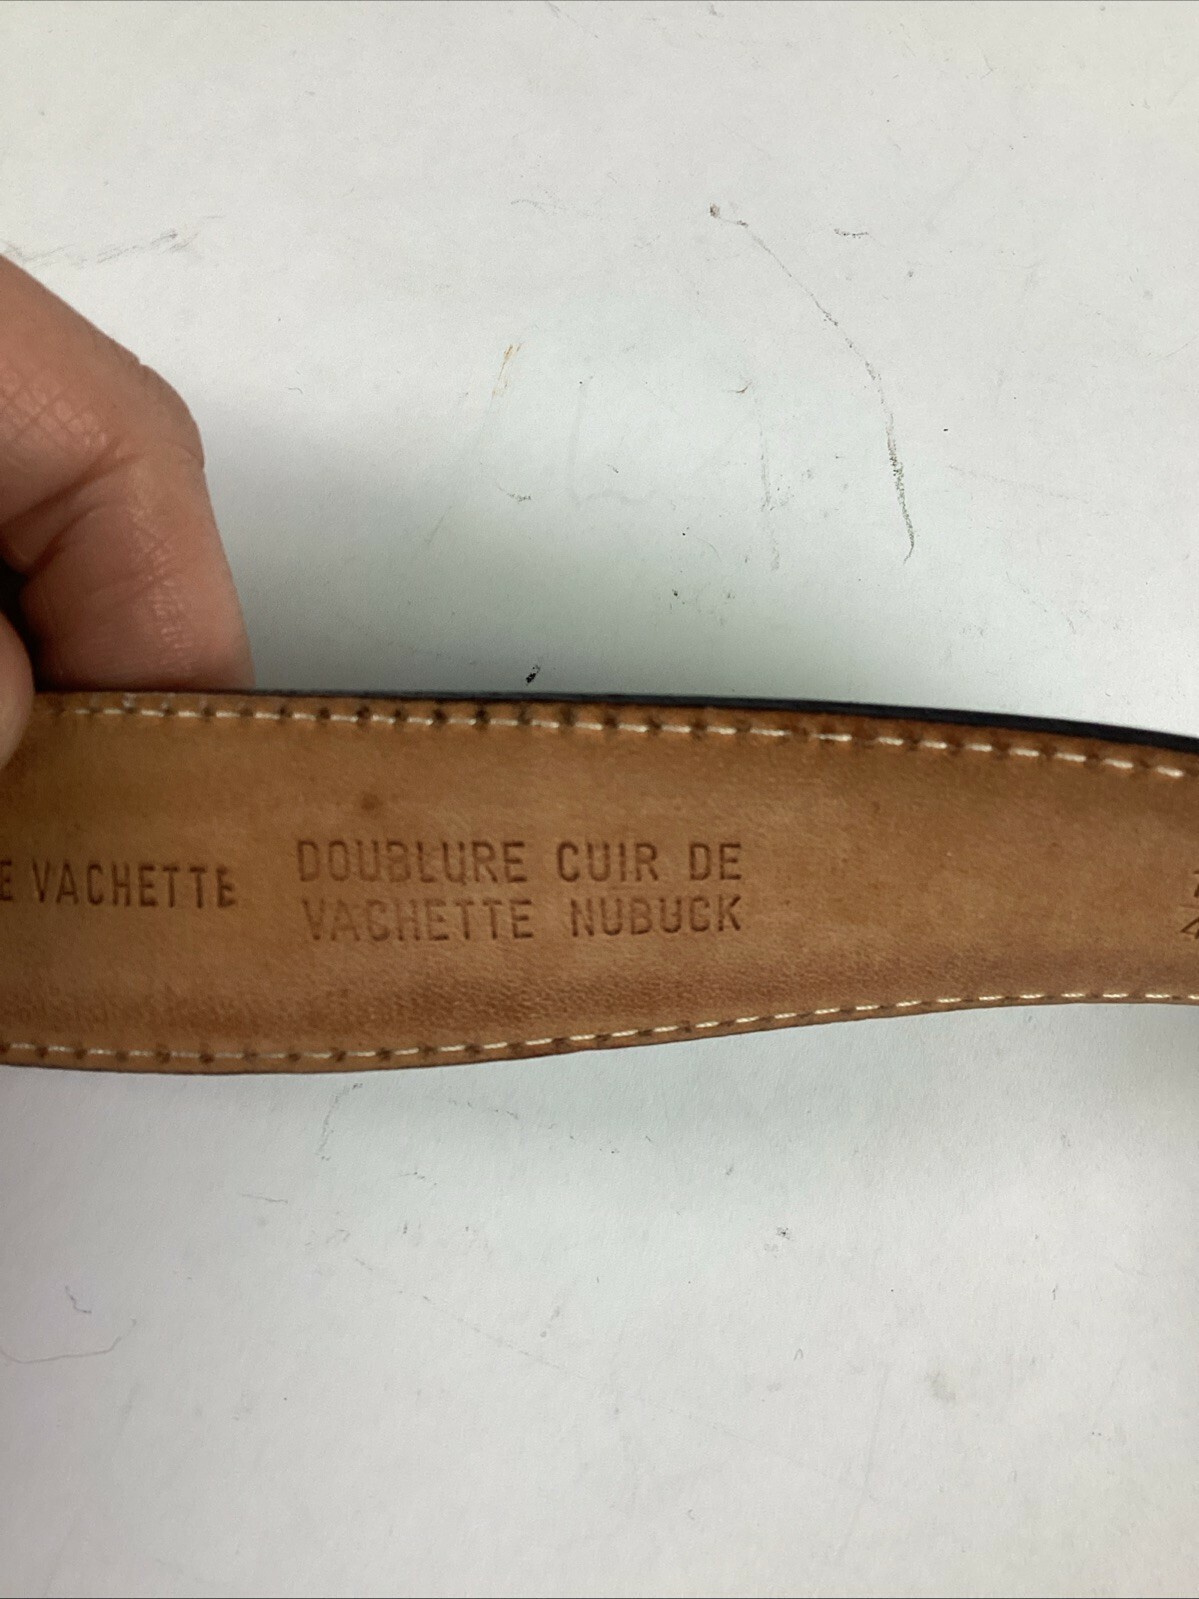 VACHETTE
DOUBLURE CUIR DE
VACHETTE NUBUCK